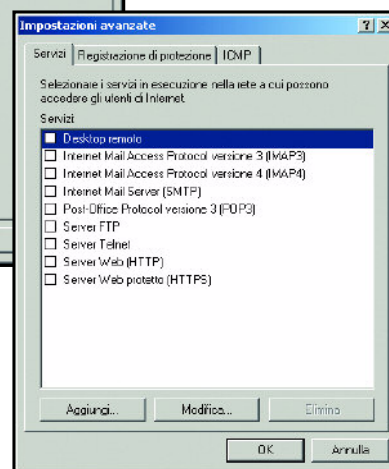 Impostazioni avanzate
Servizi
Registrazione di protezione
ICMP
Selezionare i servizi in esecuzione nella rete a cui possono
accedere gli utenti di Internet
Servizi
Desktop remoto
Internet Mail Access Protocol versione 3 (IMAP3)
Internet Mail Access Protocol versione 4 (IMAP4)
Internet Mail Server (SMTP)
Post-Office Protocol versione 3 (POP3)
Server FTP
Server Telnet
Server Web (HTTP)
Server Web protetto (HTTPS)
Aggiungi...
Modifica...
Elimina
OK
Annulla